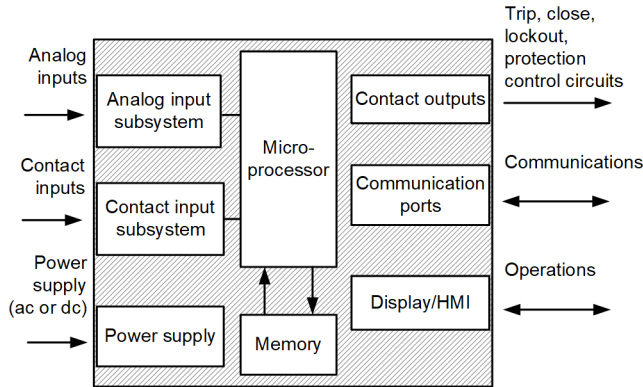 Analog
inputs
Contact
inputs
Power
supply
(ac or dc)
Analog input
subsystem
Contact input
subsystem
Power supply
Micro-
processor
Memory
Contact outputs
Communication
ports
Display/HMI
Trip, close,
lockout,
protection
control circuits
Communications
Operations